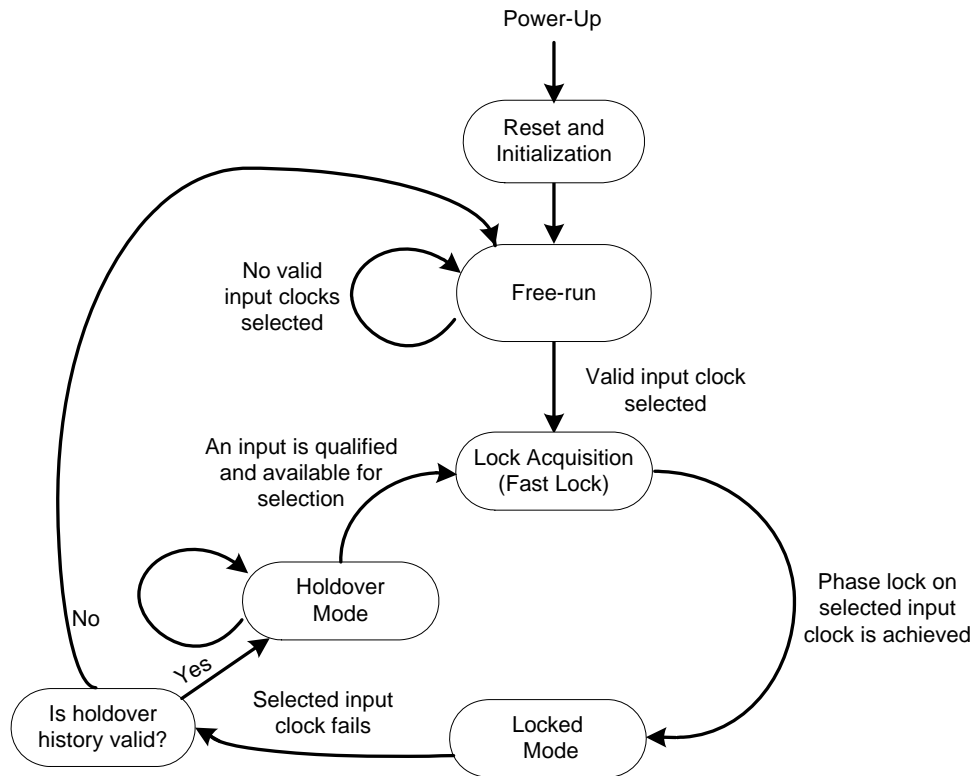 Power-Up
Reset and
Initialization
No valid
input clocks
selected
Free-run
Valid input clock
selected
An input is qualified
and available for
selection
Lock Acquisition
(Fast Lock)
Holdover
Mode
Phase lock on
selected input
clock is achieved
No
Yes
Is holdover
history valid?
Selected input
clock fails
Locked
Mode